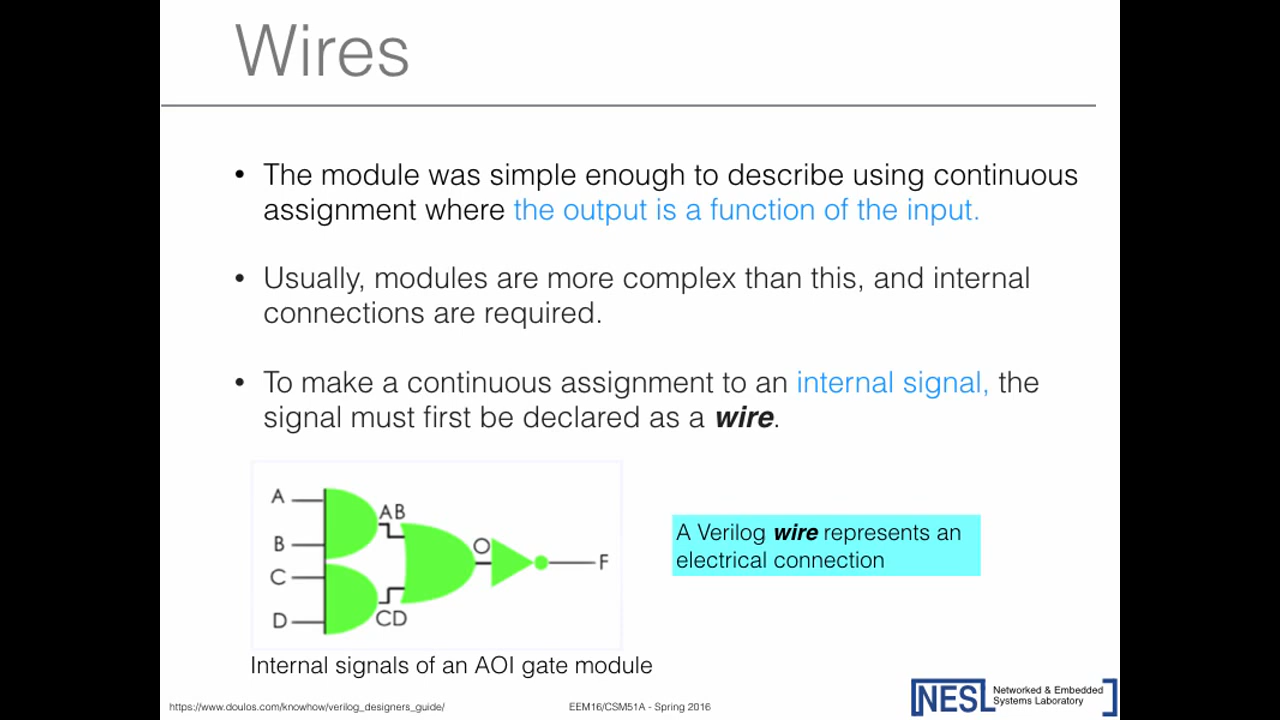 Wires
• The module was simple enough to describe using continuous
assignment where the output is a function of the input.
• Usually, modules are more complex than this, and internal
connections are required.
• To make a continuous assignment to an internal signal, the
signal must first be declared as a wire.
A
B
C
D
AB
CD
O
F
A Verilog wire represents an
electrical connection
Internal signals of an AOI gate module
https://www.doulos.com/knowhow/verilog_designers_guide/
EEM16/CSM51A - Spring 2016
NESL
Networked & Embedded
Systems Laboratory